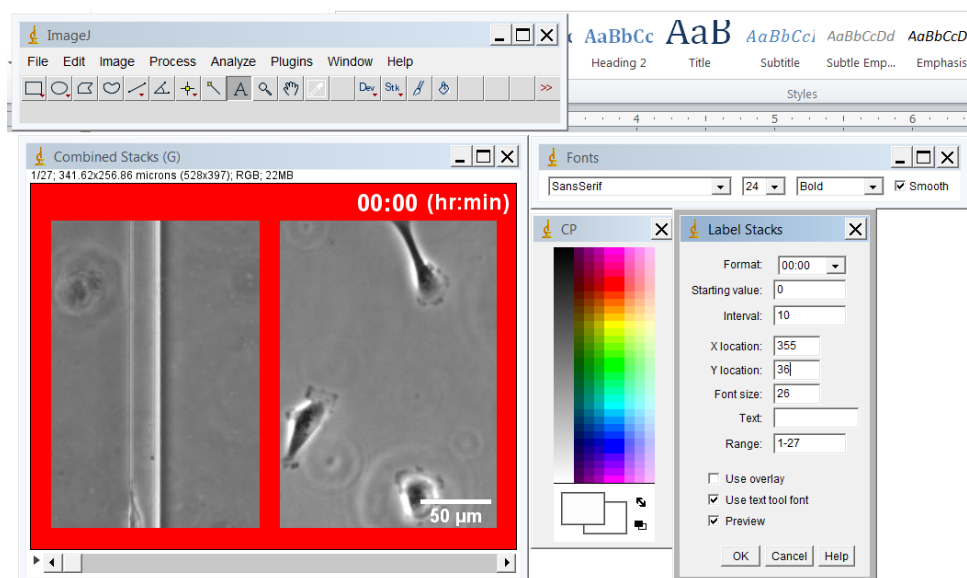 ImageJ
File Edit Image Process Analyze Plugins Window Help
Dev Stk >>
AaBbCc AaB AaBbCcI AaBbCcDd AaBbCcD
Heading 2 Title Subtitle Subtle Emp... Emphasis
Styles
4 5 6
Combined Stacks (G)
1/27; 341.62x256.86 microns (528x397); RGB; 22MB
00:00 (hr:min)
50 µm
Fonts
SansSerif 24 Bold Smooth
CP
Label Stacks
Format: 00:00
Starting value: 0
Interval: 10
X location: 355
Y location: 36
Font size: 26
Text:
Range: 1-27
Use overlay
Use text tool font
Preview
OK Cancel Help